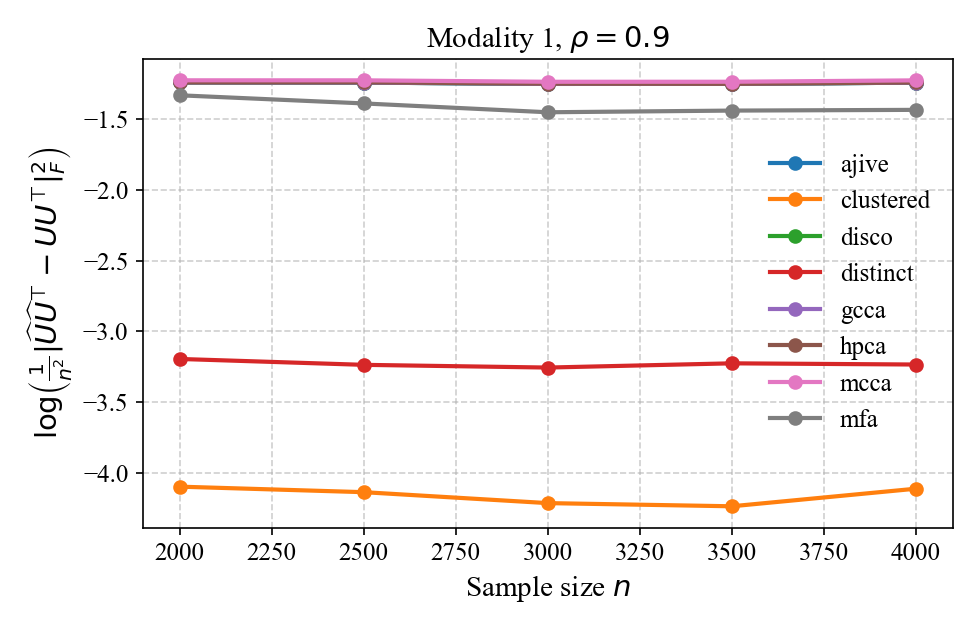 Modality 1, ρ = 0.9
log(1/n² |ÛÛ⊤ − UU⊤|²_F)
−1.5
−2.0
−2.5
−3.0
−3.5
−4.0
ajive
clustered
disco
distinct
gcca
hpca
mcca
mfa
2000 2250 2500 2750 3000 3250 3500 3750 4000
Sample size n